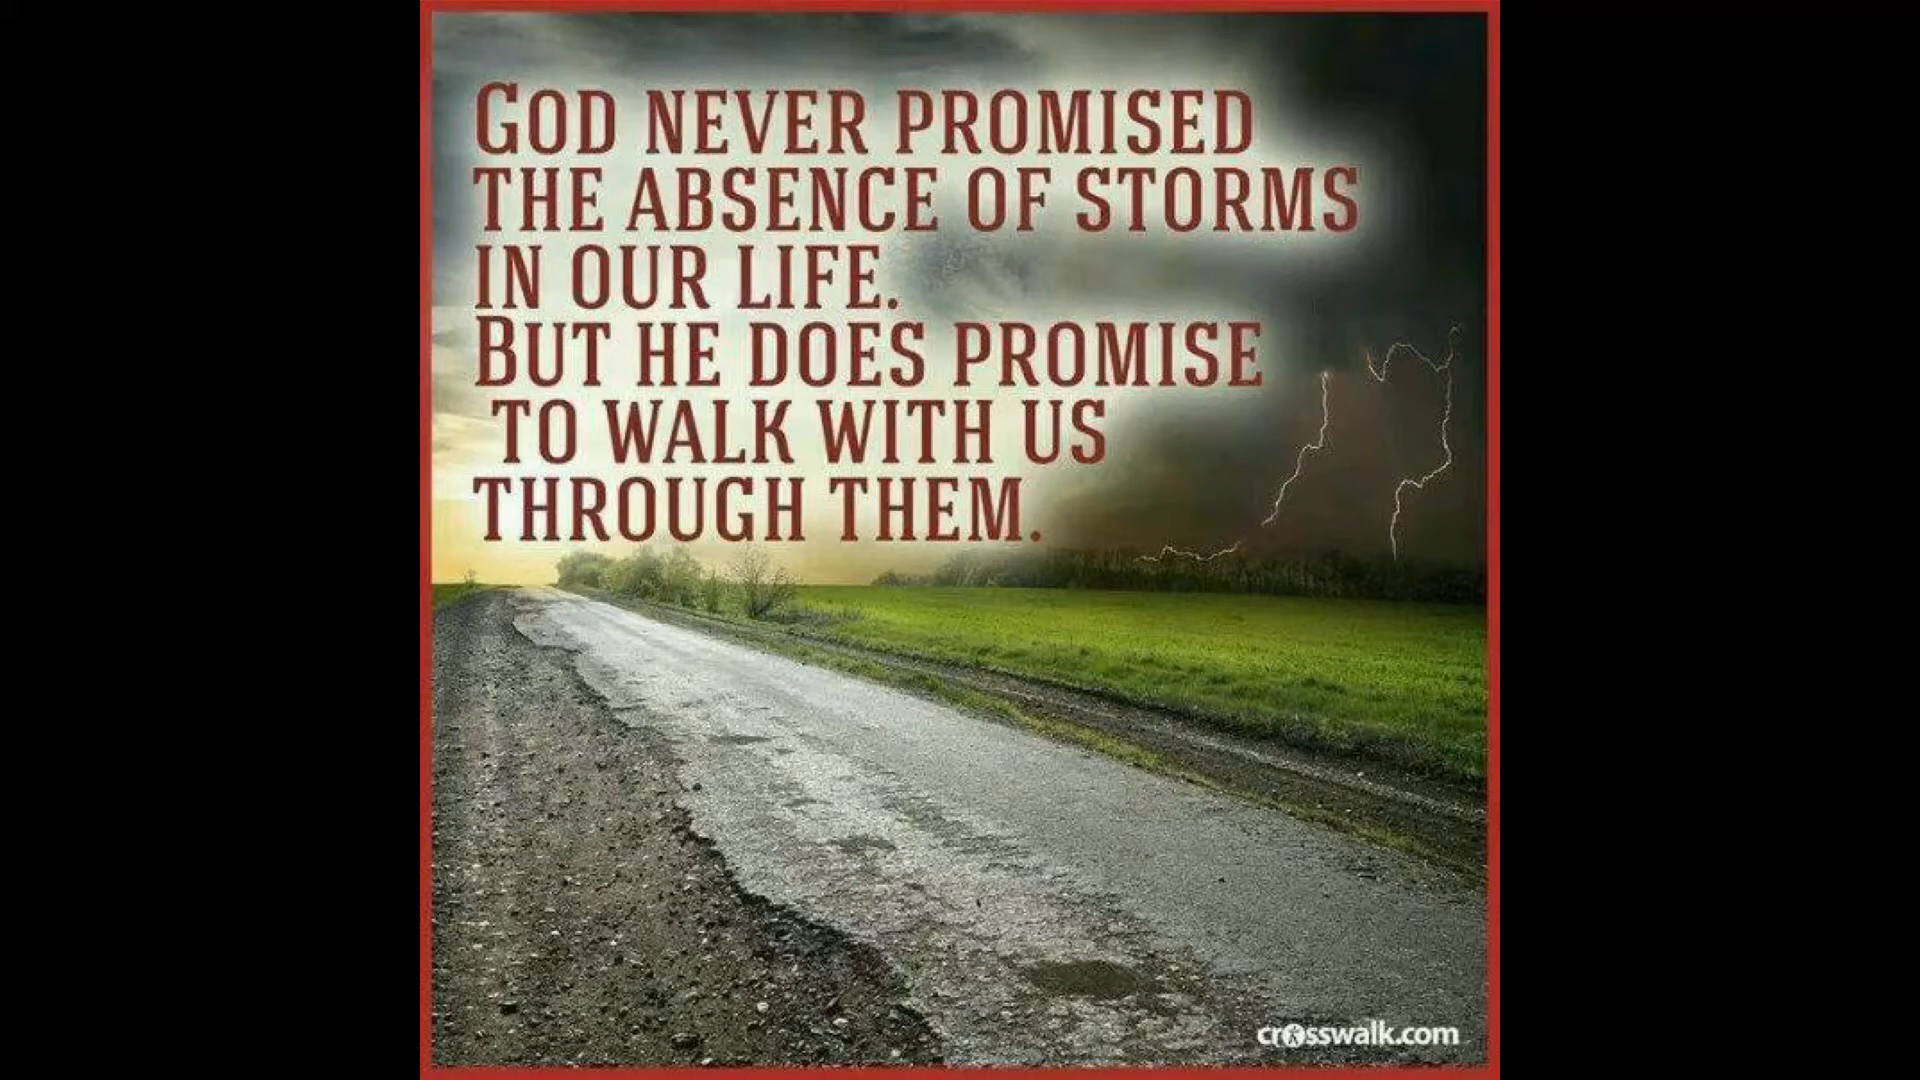 God never promised
the absence of storms
in our life.
But he does promise
to walk with us
through them.
crosswalk.com